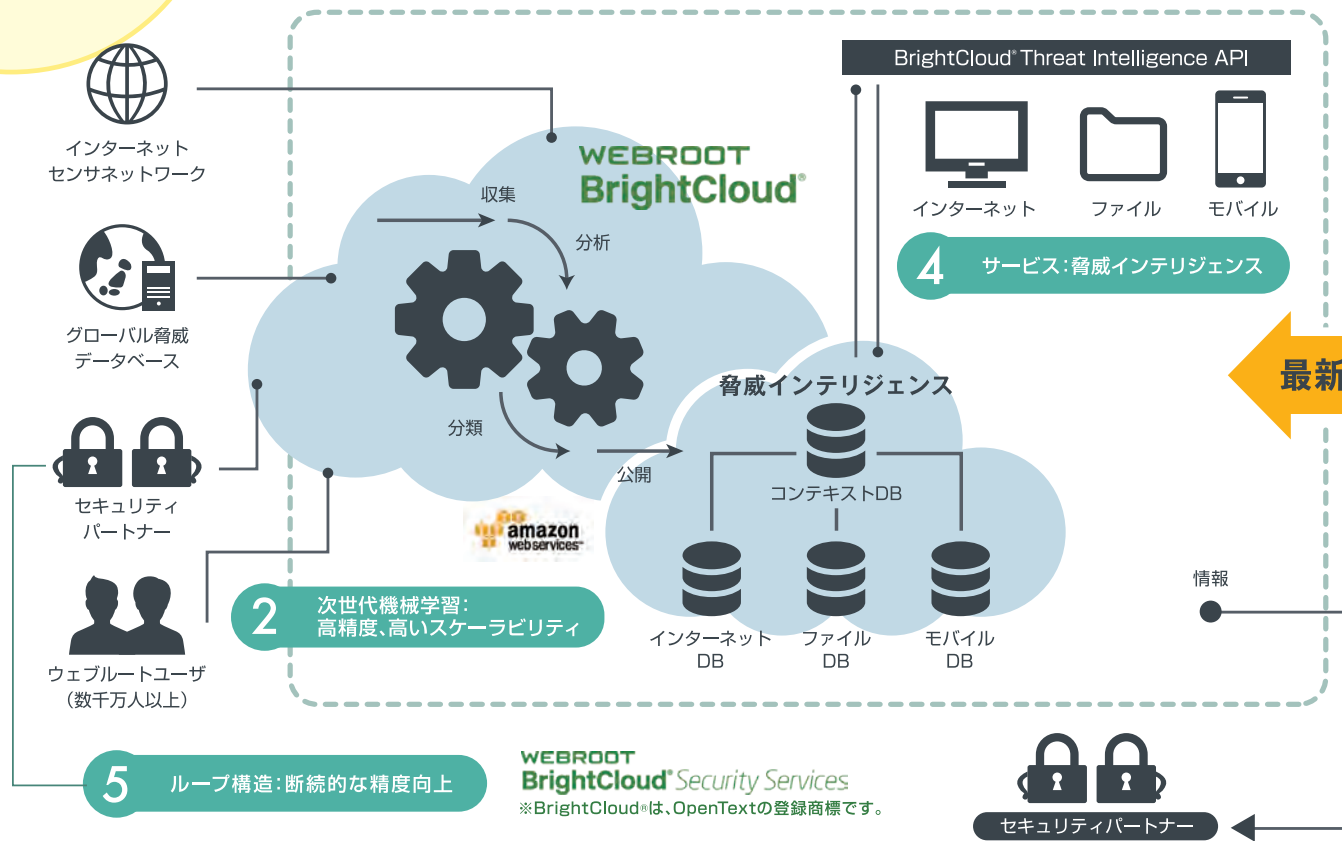 インターネット
センサネットワーク
グローバル脅威
データベース
セキュリティ
パートナー
ウェブルートユーザ
(数千万人以上)
WEBROOT
BrightCloud®
収集
分析
分類
公開
amazon
web services™
2
次世代機械学習:
高精度、高いスケーラビリティ
BrightCloud® Threat Intelligence API
インターネット ファイル モバイル
4 サービス:脅威インテリジェンス
最新
脅威インテリジェンス
コンテキストDB
インターネット
DB
ファイル
DB
モバイル
DB
情報
5 ループ構造:断続的な精度向上
WEBROOT
BrightCloud® Security Services
※BrightCloud®は、OpenTextの登録商標です。
セキュリティパートナー